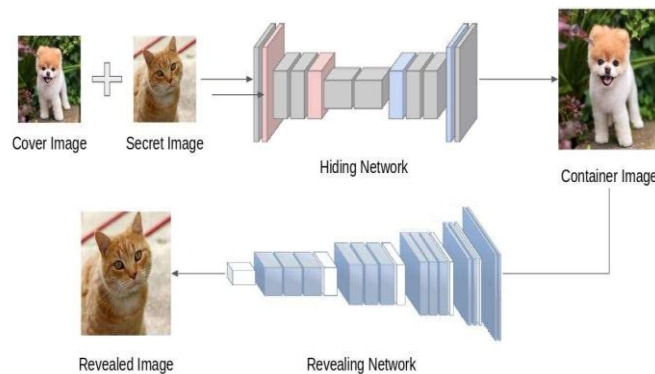 Cover Image
Secret Image
Hiding Network
Container Image
Revealed Image
Revealing Network